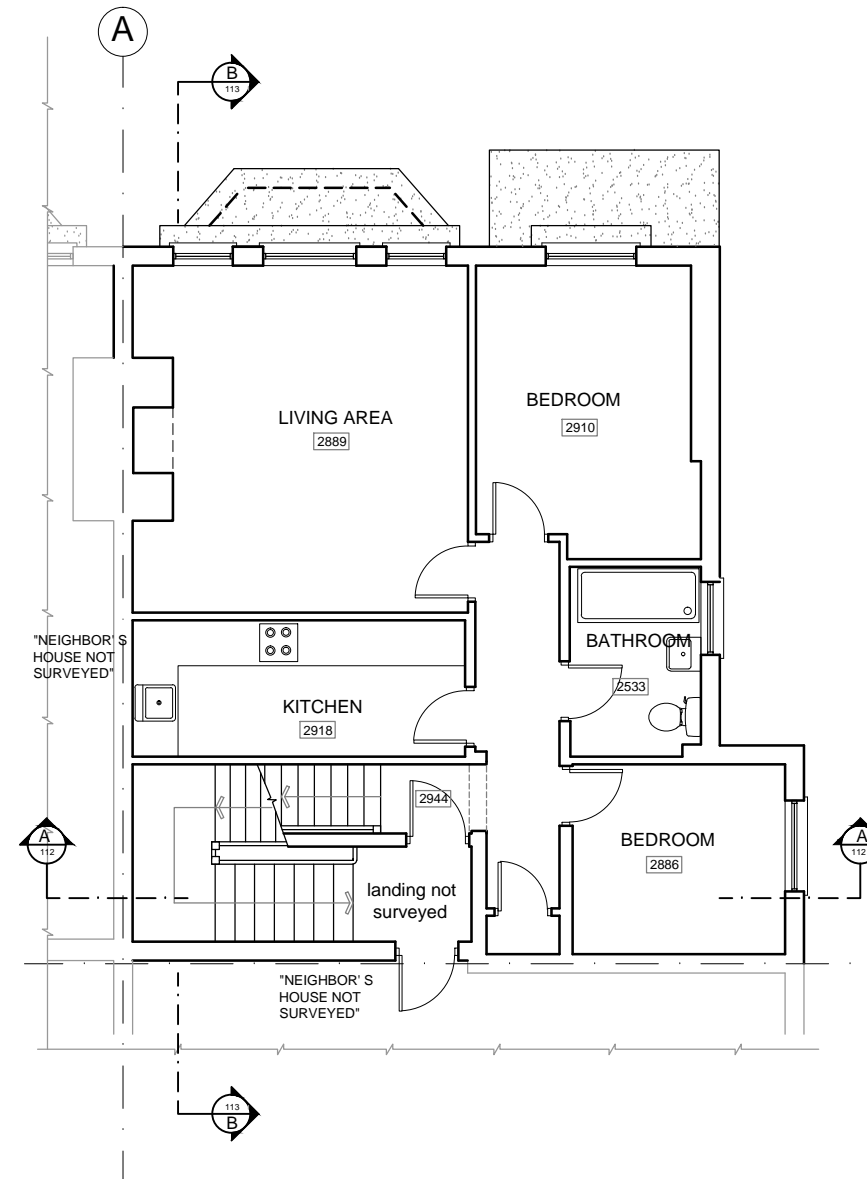 A
B
113
BEDROOM
2910
LIVING AREA
2889
"NEIGHBOR' S
HOUSE NOT
SURVEYED"
BATHROOM
2533
KITCHEN
2918
2944
A
112
BEDROOM
2886
A
112
landing not
surveyed
"NEIGHBOR' S
HOUSE NOT
SURVEYED"
113
B